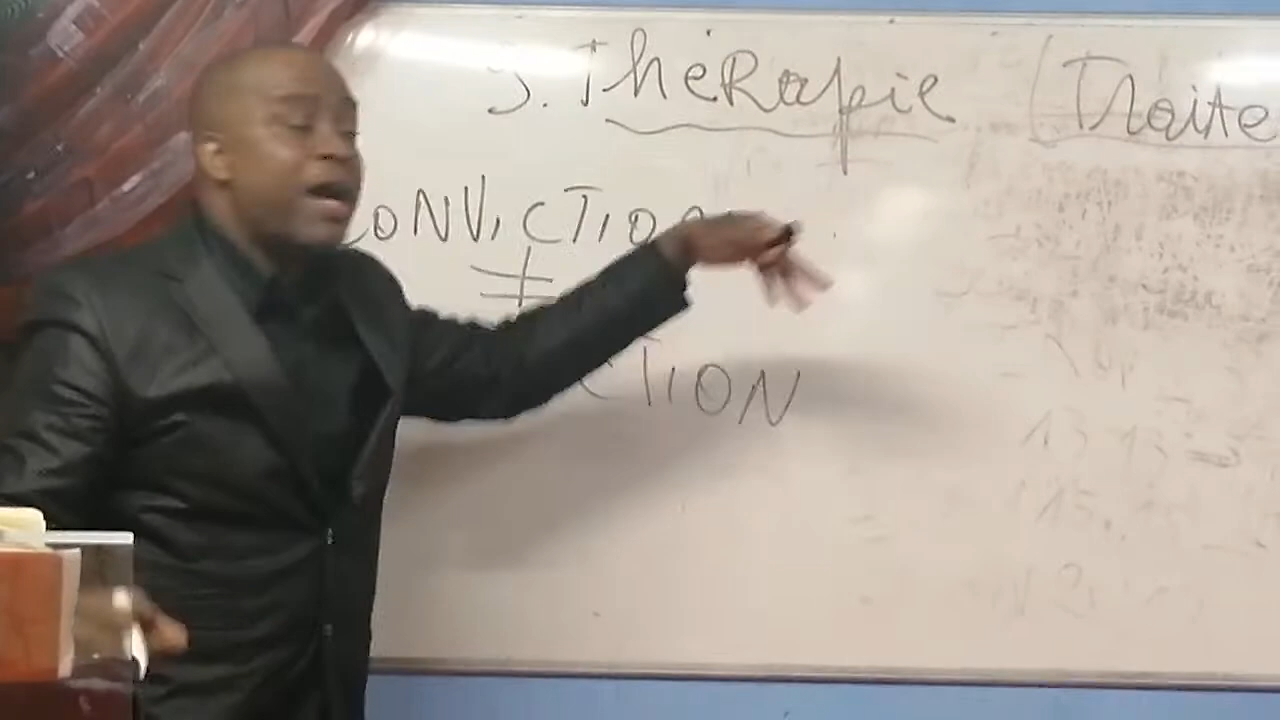 3. Thérapie (Traite
CONVICTION
≠
CTION